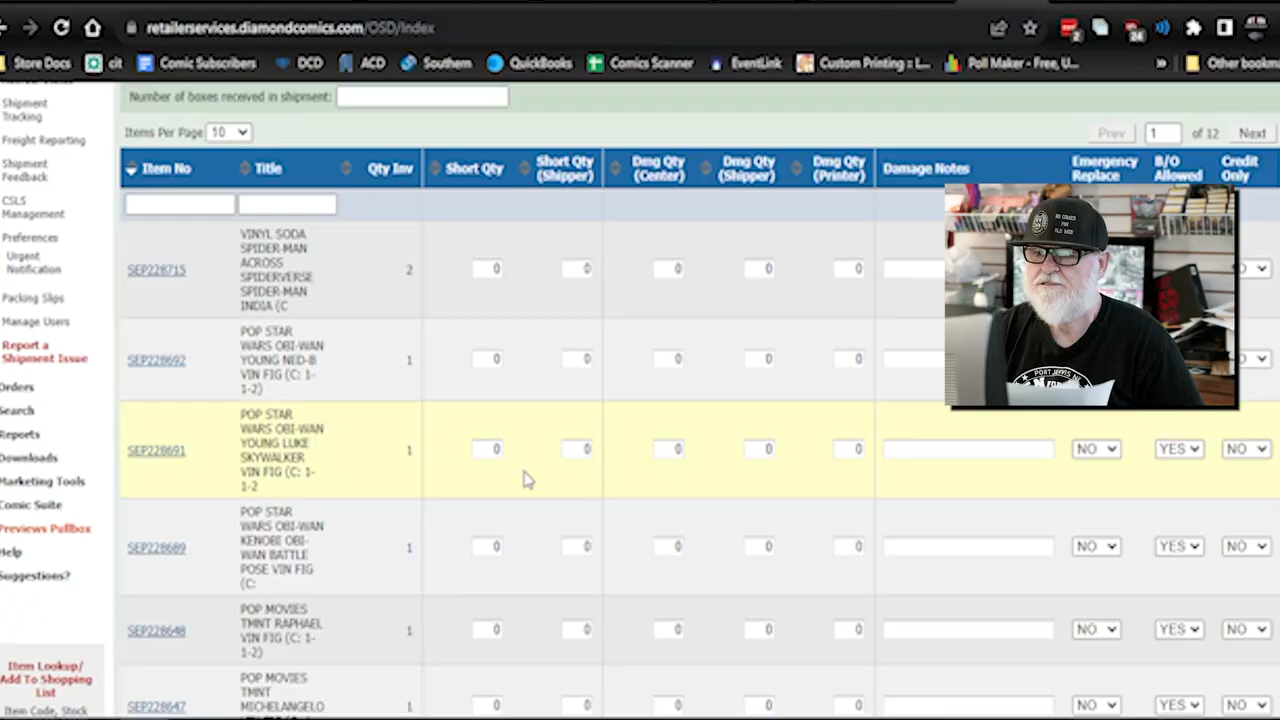 retailerservices.diamondcomics.com/OSD/Index
2
24
Store Docs cit Comic Subscribers DCD ACD Southern QuickBooks Comics Scanner EventLink Custom Printing = L... Poll Maker - Free, U... » Other bookma
Shipment
Tracking
Freight Reporting
Shipment
Feedback
CSLS
Management
Preferences
Urgent
Notification
Packing Slips
Manage Users
Report a
Shipment Issue
Orders
Search
Reports
Downloads
Marketing Tools
Comic Suite
Previews Pullbox
Help
Suggestions?
Item Lookup/
Add To Shopping
List
Item Code, Stock
Number of boxes received in shipment:
Items Per Page 10 Prev 1 of 12 Next
Item No Title Qty Inv Short Qty Short Qty (Shipper) Dmg Qty (Center) Dmg Qty (Shipper) Dmg Qty (Printer) Damage Notes Emergency Replace B/O Allowed Credit Only
VINYL SODA
SPIDER-MAN
ACROSS
SPIDERVERSE
SPIDER-MAN
INDIA (C
SEP228715 2 0 0 0 0 0
POP STAR
WARS OBI-WAN
YOUNG NED-B
VIN FIG (C: 1-
1-2)
SEP228692 1 0 0 0 0 0
POP STAR
WARS OBI-WAN
YOUNG LUKE
SKYWALKER
VIN FIG (C: 1-
1-2
SEP228691 1 0 0 0 0 0 NO YES NO
POP STAR
WARS OBI-WAN
KENOBI OBI-
WAN BATTLE
POSE VIN FIG
(C:
SEP228689 1 0 0 0 0 0 NO YES NO
POP MOVIES
TMNT RAPHAEL
VIN FIG (C: 1-
1-2)
SEP228648 1 0 0 0 0 0 NO YES NO
POP MOVIES
TMNT
MICHELANGELO
SEP228647 1 0 0 0 0 0 NO YES NO
NO COMICS
FOR
OLD MEN
PORT JERVIS, NY